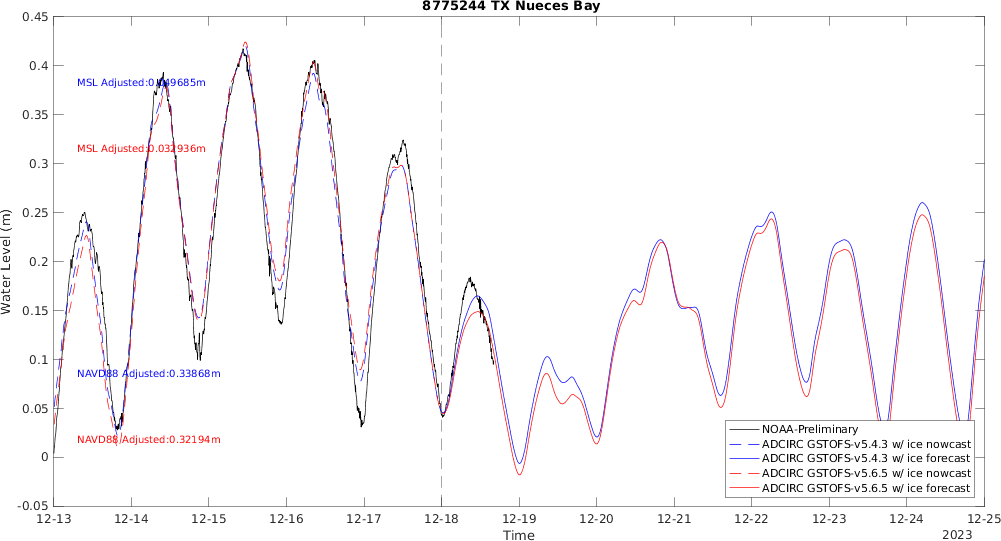 8775244 TX Nueces Bay
0.45
0.4
0.35
0.3
0.25
0.2
0.15
0.1
0.05
0
-0.05
Water Level (m)
MSL Adjusted:0.049685m
MSL Adjusted:0.032936m
NAVD88 Adjusted:0.33868m
NAVD88 Adjusted:0.32194m
NOAA-Preliminary
ADCIRC GSTOFS-v5.4.3 w/ ice nowcast
ADCIRC GSTOFS-v5.4.3 w/ ice forecast
ADCIRC GSTOFS-v5.6.5 w/ ice nowcast
ADCIRC GSTOFS-v5.6.5 w/ ice forecast
12-13 12-14 12-15 12-16 12-17 12-18 12-19 12-20 12-21 12-22 12-23 12-24 12-25
Time
2023